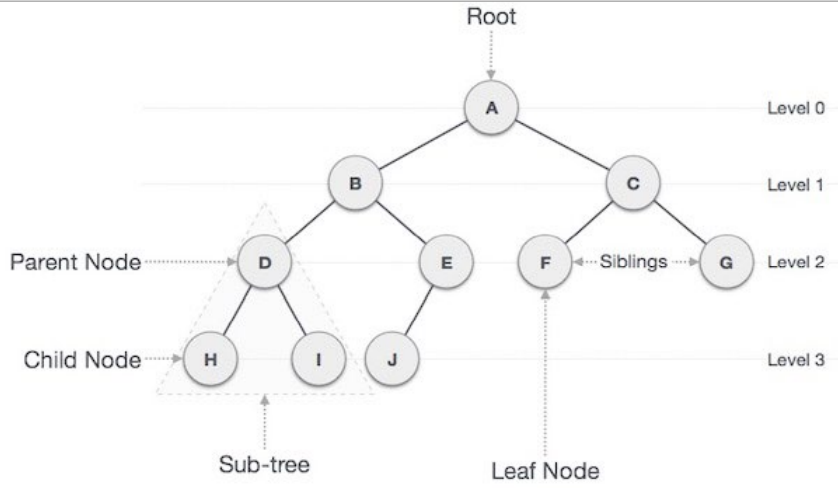 Root
A
Level 0
B
C
Level 1
Parent Node
D
E
F
Siblings
G
Level 2
Child Node
H
I
J
Level 3
Sub-tree
Leaf Node